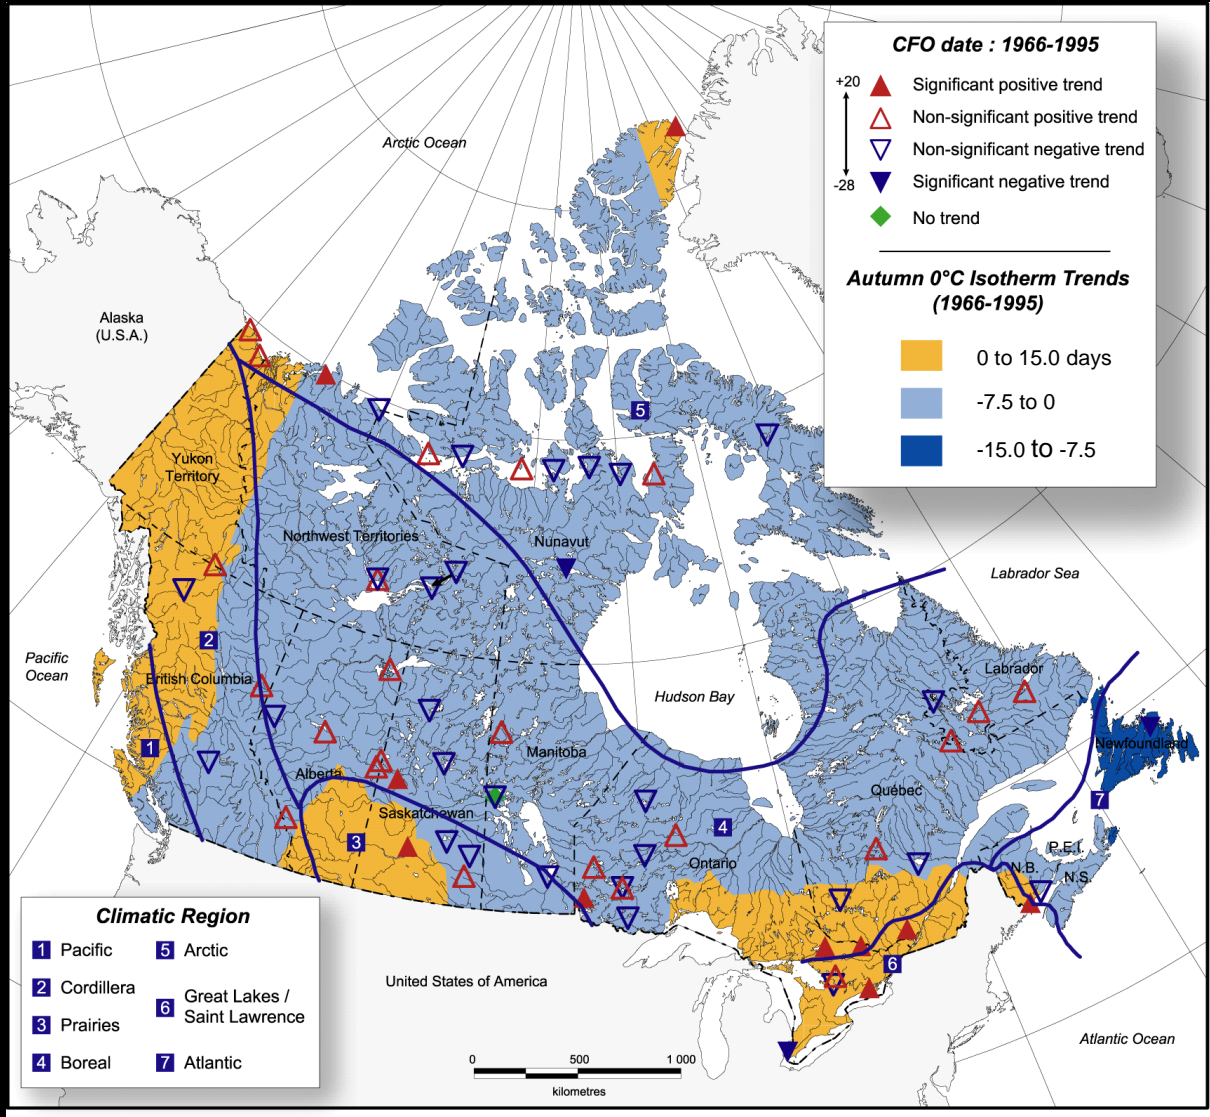 CFO date : 1966-1995
+20
-28
Significant positive trend
Non-significant positive trend
Non-significant negative trend
Significant negative trend
No trend
Autumn 0°C Isotherm Trends
(1966-1995)
0 to 15.0 days
-7.5 to 0
-15.0 to -7.5
Arctic Ocean
Alaska
(U.S.A.)
5
Yukon
Territory
Northwest Territories
Nunavut
Labrador Sea
Pacific
Ocean
2
British Columbia
Hudson Bay
Labrador
1
Manitoba
Newfoundland
Alberta
Québec
7
Saskatchewan
4
3
P.E.I.
Ontario
N.B.
N.S.
6
United States of America
Atlantic Ocean
Climatic Region
1 Pacific
2 Cordillera
3 Prairies
4 Boreal
5 Arctic
6 Great Lakes /
Saint Lawrence
7 Atlantic
0 500 1 000
kilometres